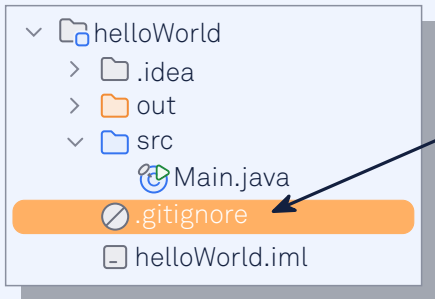 helloWorld
.idea
out
src
Main.java
.gitignore
helloWorld.iml